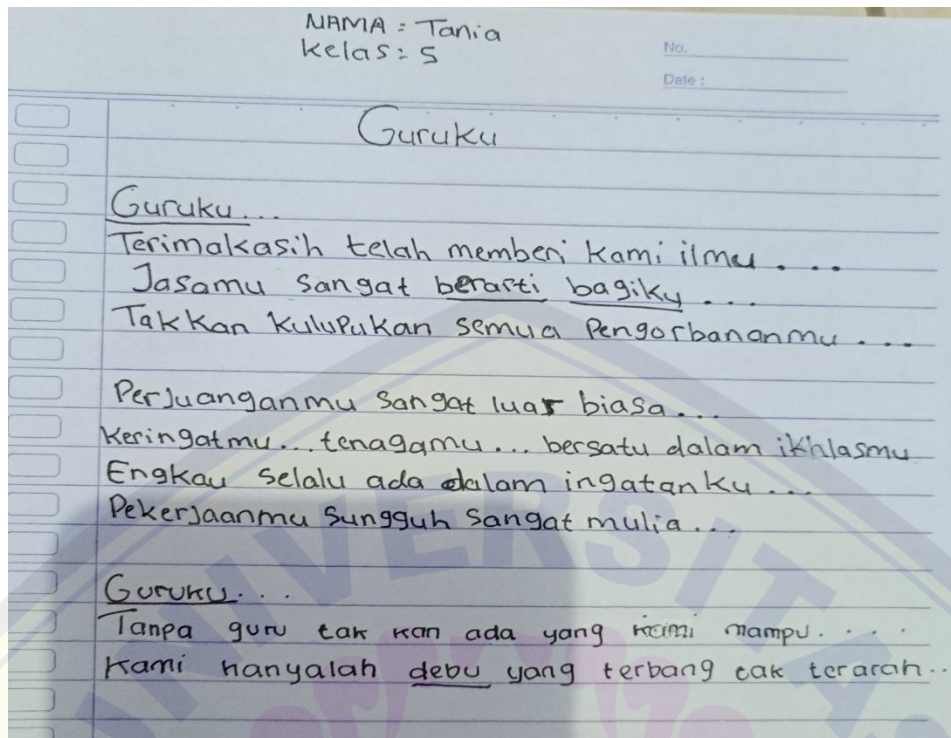 NAMA : Tania
Kelas : 5
No.
Date :
Guruku
Guruku...
Terimakasih telah memberi kami ilmu....
Jasamu sangat berarti bagiku...
Takkan kulupukan semua Pengorbananmu....
Perjuanganmu sangat luar biasa...
Keringatmu... tenagamu... bersatu dalam ikhlasmu
Engkau selalu ada dalam ingatanku...
Pekerjaanmu sungguh sangat mulia...
Guruku...
Tanpa guru tak kan ada yang kami mampu....
Kami hanyalah debu yang terbang tak terarah..
UNIVERSITAS